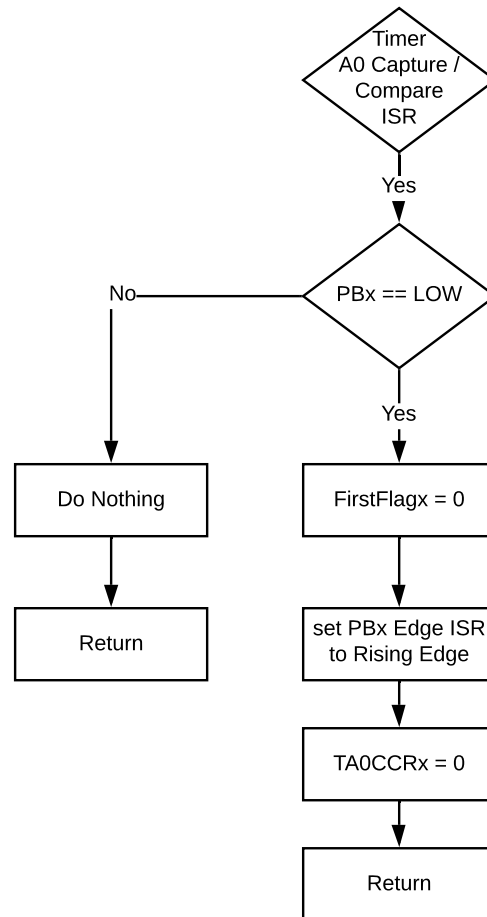 Timer
A0 Capture /
Compare
ISR
Yes
PBx == LOW
No
Yes
Do Nothing
FirstFlagx = 0
Return
set PBx Edge ISR
to Rising Edge
TA0CCRx = 0
Return